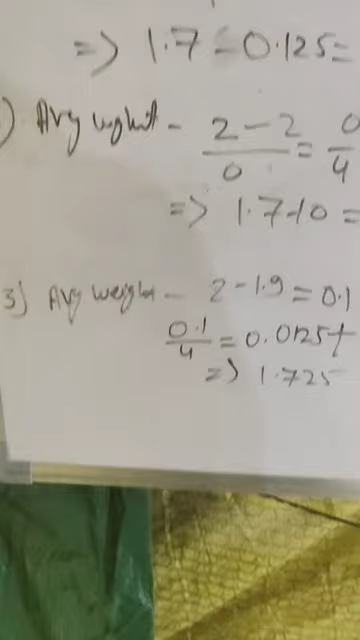 => 1.7 - 0.125 =
) Avg weight - 2 - 2 / 0 = 0 / 4
=> 1.7 + 0 =
3) Avg weight - 2 - 1.9 = 0.1
0.1 / 4 = 0.0125 +
=> 1.725